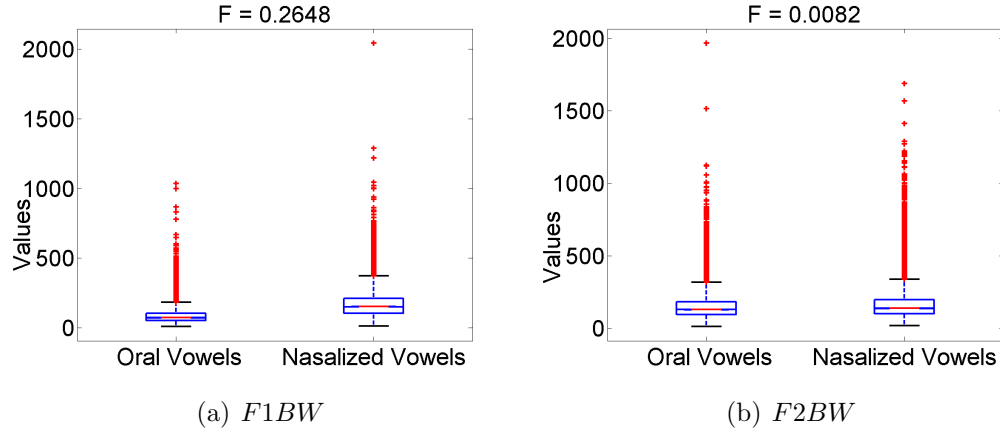 F = 0.2648
2000
1500
1000
500
0
Values
Oral Vowels Nasalized Vowels
(a) F1BW
F = 0.0082
2000
1500
1000
500
0
Values
Oral Vowels Nasalized Vowels
(b) F2BW